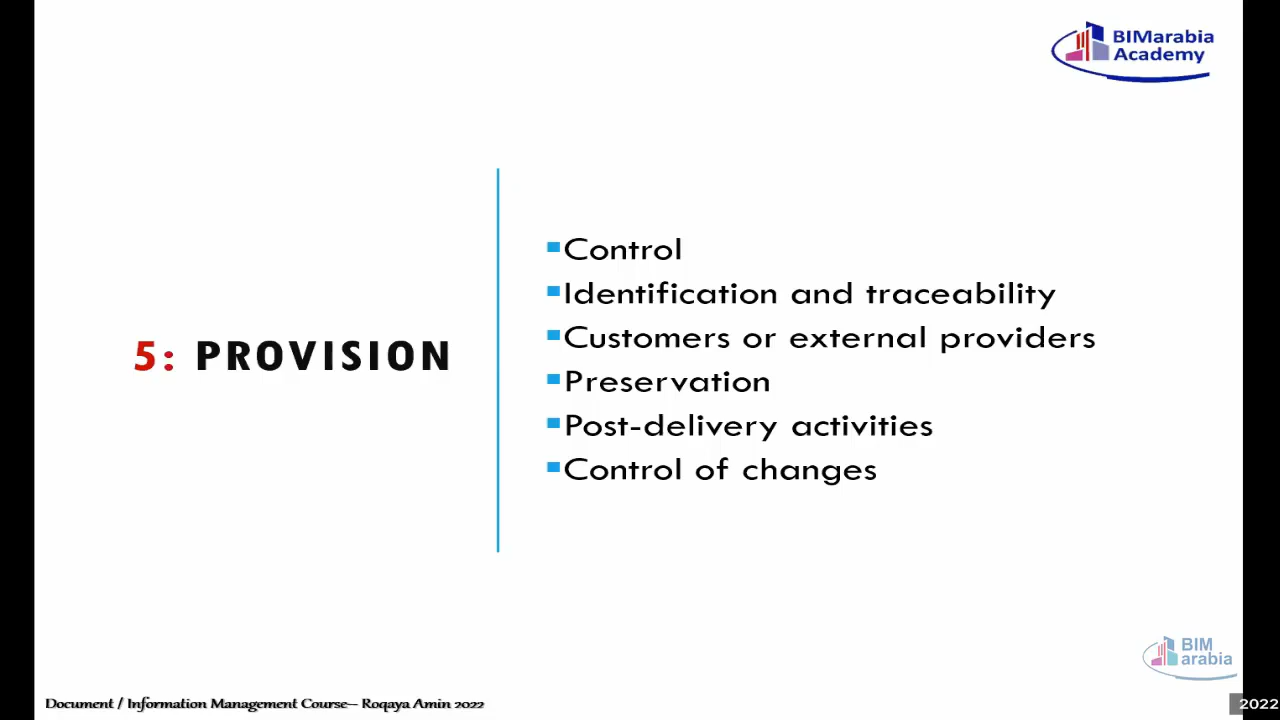 BIMarabia
Academy
5: PROVISION
Control
Identification and traceability
Customers or external providers
Preservation
Post-delivery activities
Control of changes
BIM
arabia
Document / Information Management Course– Roqaya Amin 2022
2022